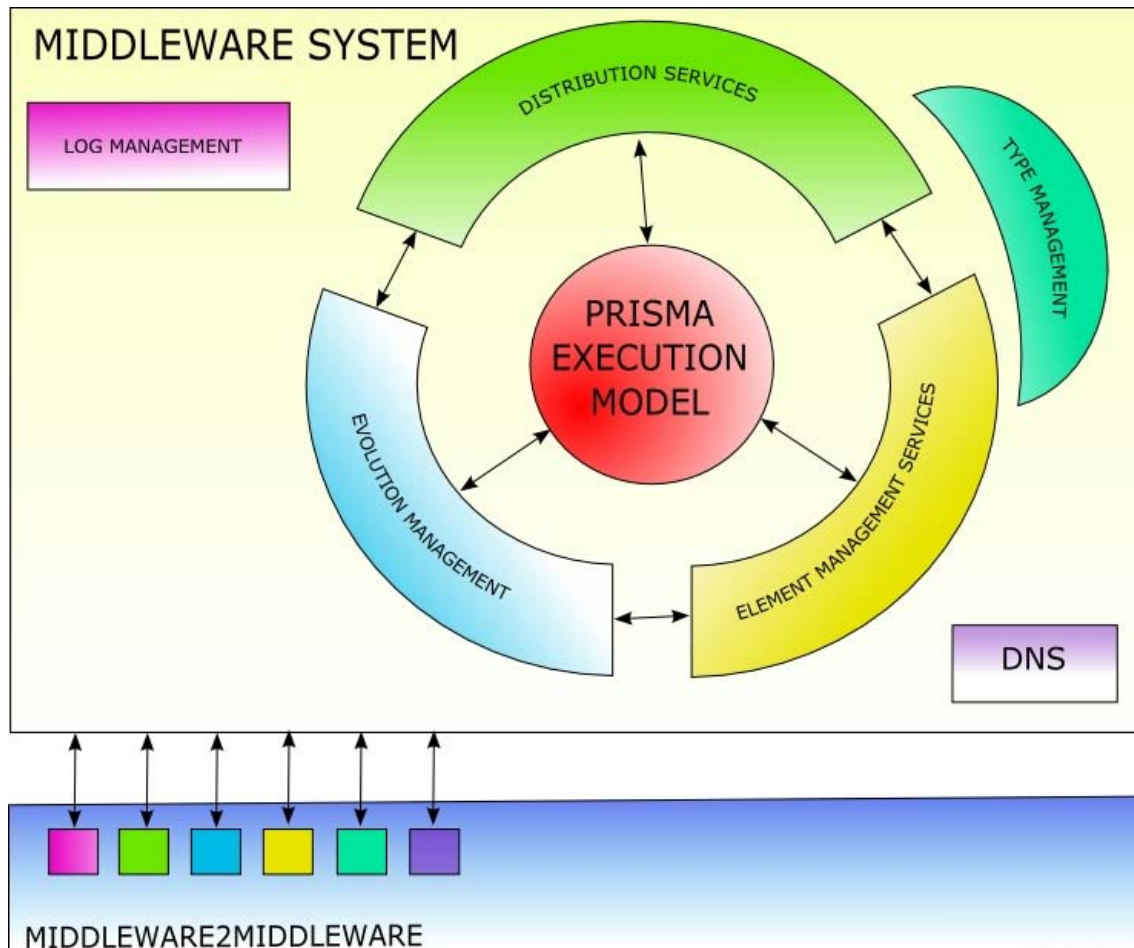 MIDDLEWARE SYSTEM
LOG MANAGEMENT
DISTRIBUTION SERVICES
TYPE MANAGEMENT
PRISMA
EXECUTION
MODEL
EVOLUTION MANAGEMENT
ELEMENT MANAGEMENT SERVICES
DNS
MIDDLEWARE2MIDDLEWARE